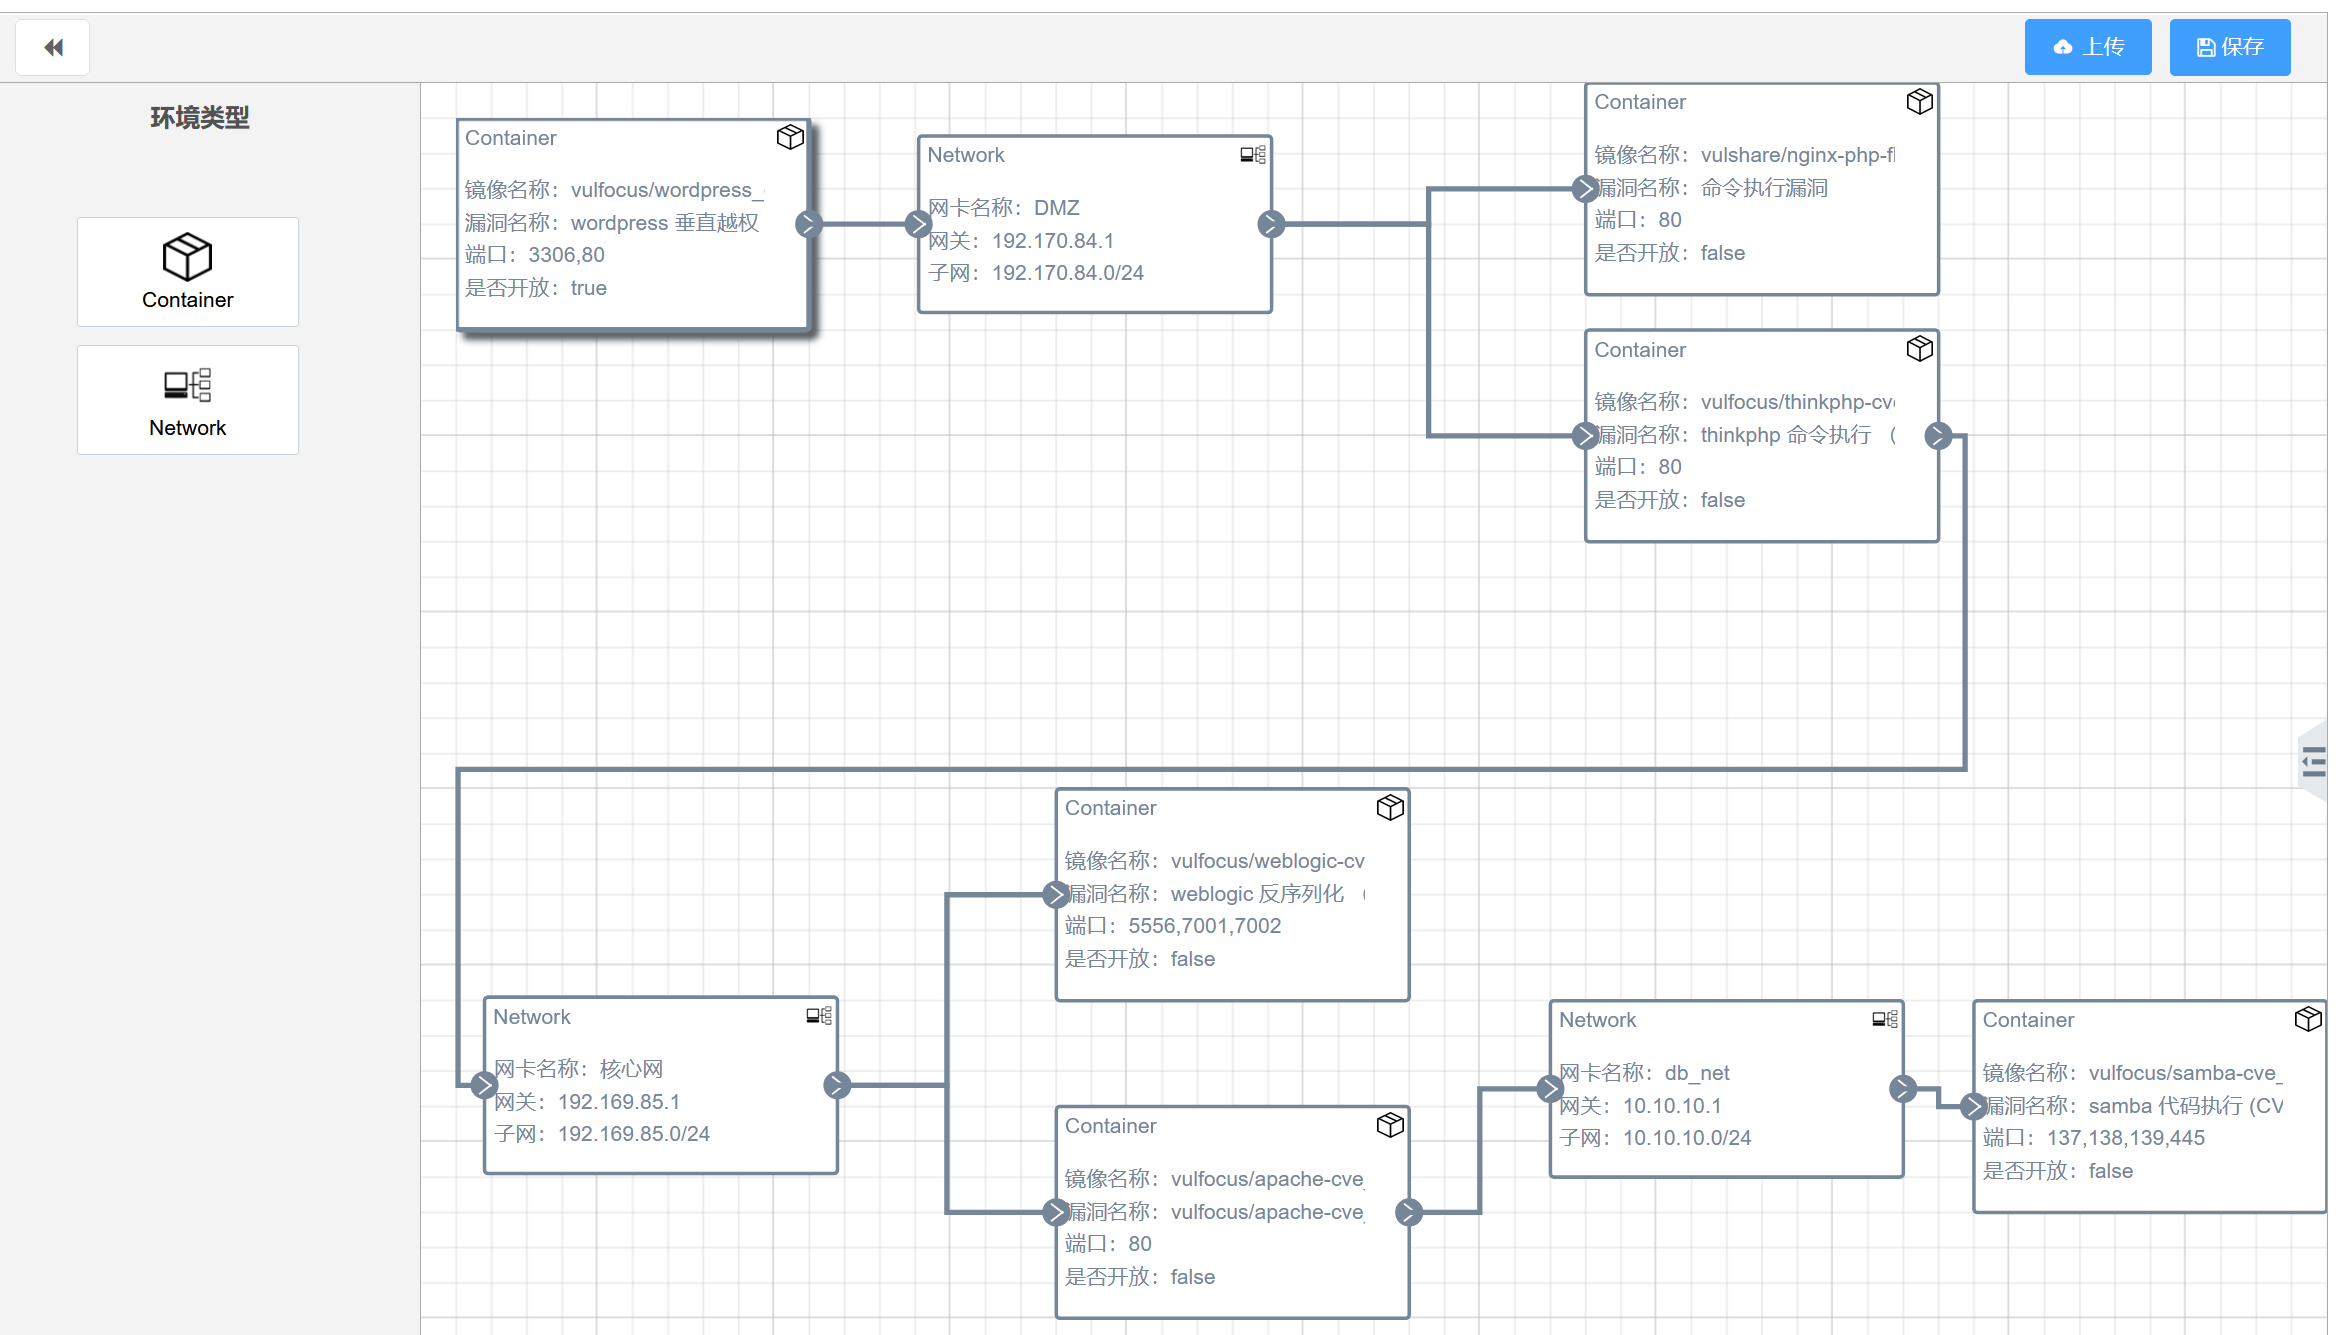 上传
保存
环境类型
Container
Network
Container
镜像名称：vulfocus/wordpress_
漏洞名称：wordpress 垂直越权
端口：3306,80
是否开放：true
Network
网卡名称：DMZ
网关：192.170.84.1
子网：192.170.84.0/24
Container
镜像名称：vulshare/nginx-php-fl
漏洞名称：命令执行漏洞
端口：80
是否开放：false
Container
镜像名称：vulfocus/thinkphp-cv
漏洞名称：thinkphp 命令执行 （
端口：80
是否开放：false
Container
镜像名称：vulfocus/weblogic-cv
漏洞名称：weblogic 反序列化 （
端口：5556,7001,7002
是否开放：false
Network
网卡名称：核心网
网关：192.169.85.1
子网：192.169.85.0/24
Container
镜像名称：vulfocus/apache-cve_
漏洞名称：vulfocus/apache-cve_
端口：80
是否开放：false
Network
网卡名称：db_net
网关：10.10.10.1
子网：10.10.10.0/24
Container
镜像名称：vulfocus/samba-cve_
漏洞名称：samba 代码执行 (CV
端口：137,138,139,445
是否开放：false